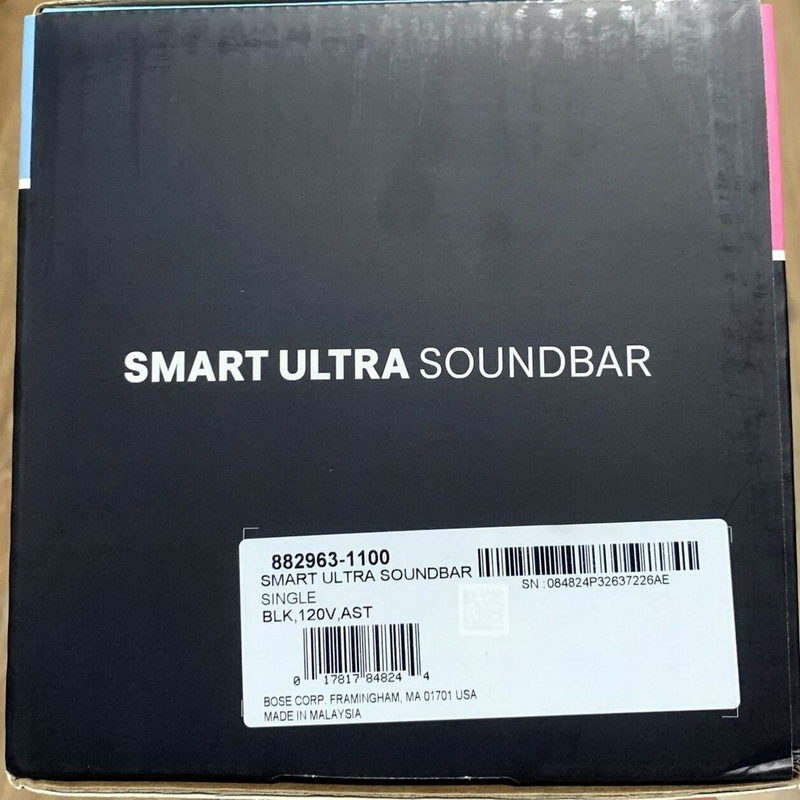 SMART ULTRA SOUNDBAR
882963-1100
SMART ULTRA SOUNDBAR
SN:084824P32637226AE
SINGLE
BLK,120V,AST
0 17817 84824 4
BOSE CORP. FRAMINGHAM, MA 01701 USA
MADE IN MALAYSIA